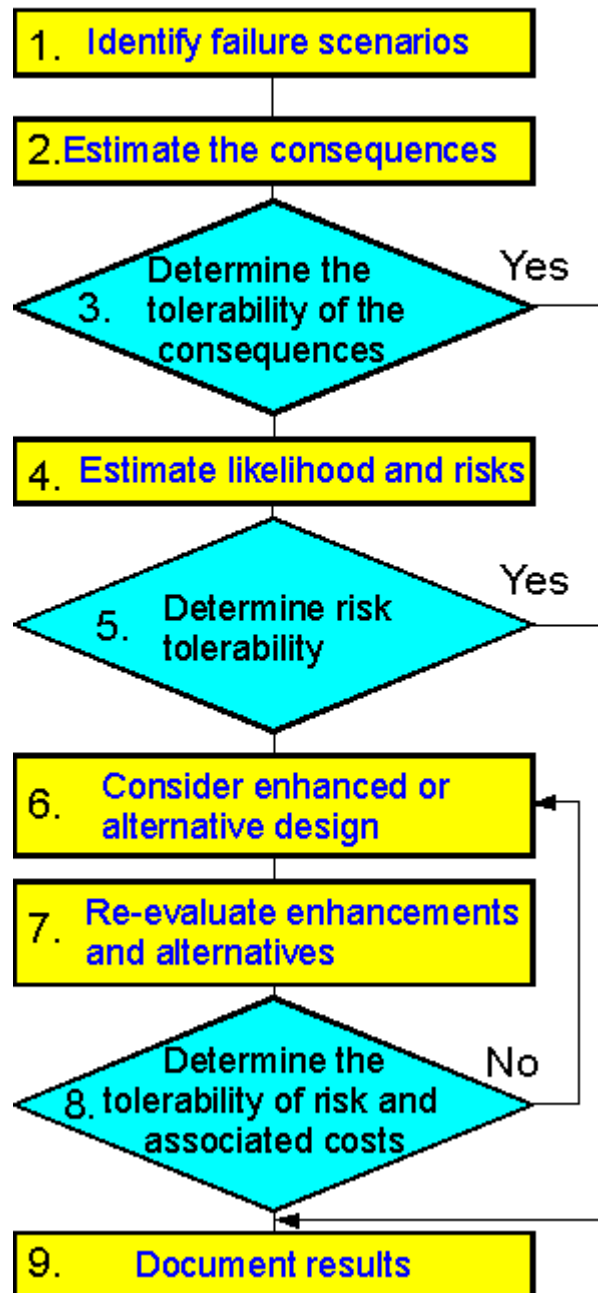 1. Identify failure scenarios
2. Estimate the consequences
Determine the
3. tolerability of the
consequences
Yes
4. Estimate likelihood and risks
Yes
5. Determine risk
tolerability
6. Consider enhanced or
alternative design
7. Re-evaluate enhancements
and alternatives
Determine the
8. tolerability of risk and
associated costs
No
9. Document results